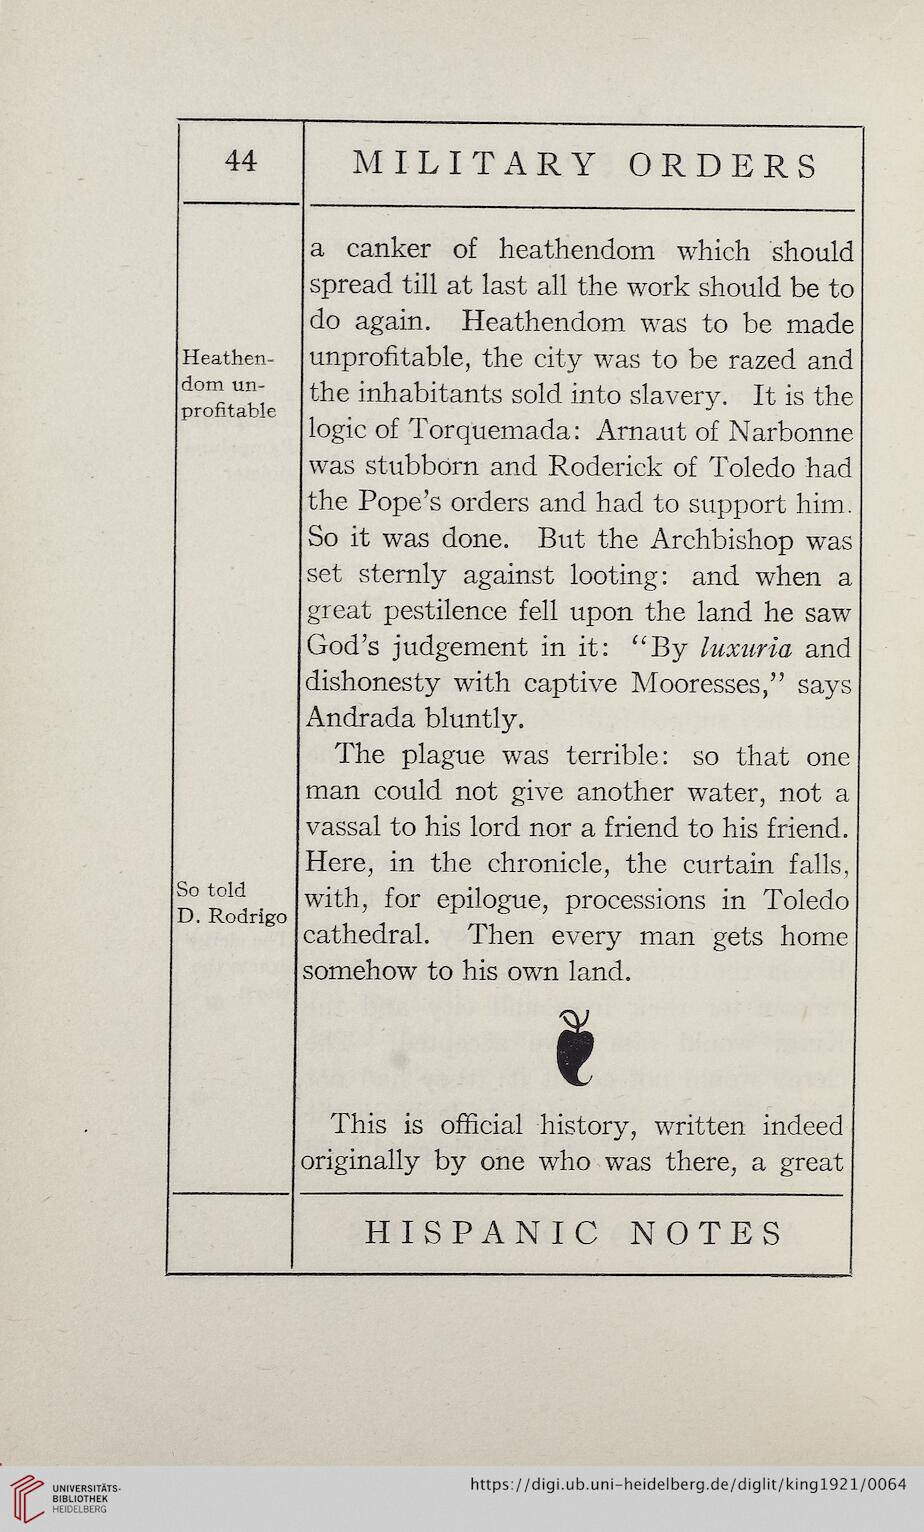 44
MILITARY ORDERS
a canker of heathendom which should
spread till at last all the work should be to
do again. Heathendom was to be made
Heathen-
dom un-
profitable
unprofitable, the city was to be razed and
the inhabitants sold into slavery. It is the
logic of Torquemada: Arnaut of Narbonne
was stubborn and Roderick of Toledo had
the Pope's orders and had to support him.
So it was done. But the Archbishop was
set sternly against looting: and when a
great pestilence fell upon the land he saw
God's judgement in it: “By luxuria and
dishonesty with captive Mooresses,” says
Andrada bluntly.
The plague was terrible: so that one
man could not give another water, not a
vassal to his lord nor a friend to his friend.
Here, in the chronicle, the curtain falls,
So told
D. Rodrigo
with, for epilogue, processions in Toledo
cathedral. Then every man gets home
somehow to his own land.
This is official history, written indeed
originally by one who was there, a great
HISPANIC NOTES
UNIVERSITÄTS-
BIBLIOTHEK
HEIDELBERG
https://digi.ub.uni-heidelberg.de/diglit/king1921/0064